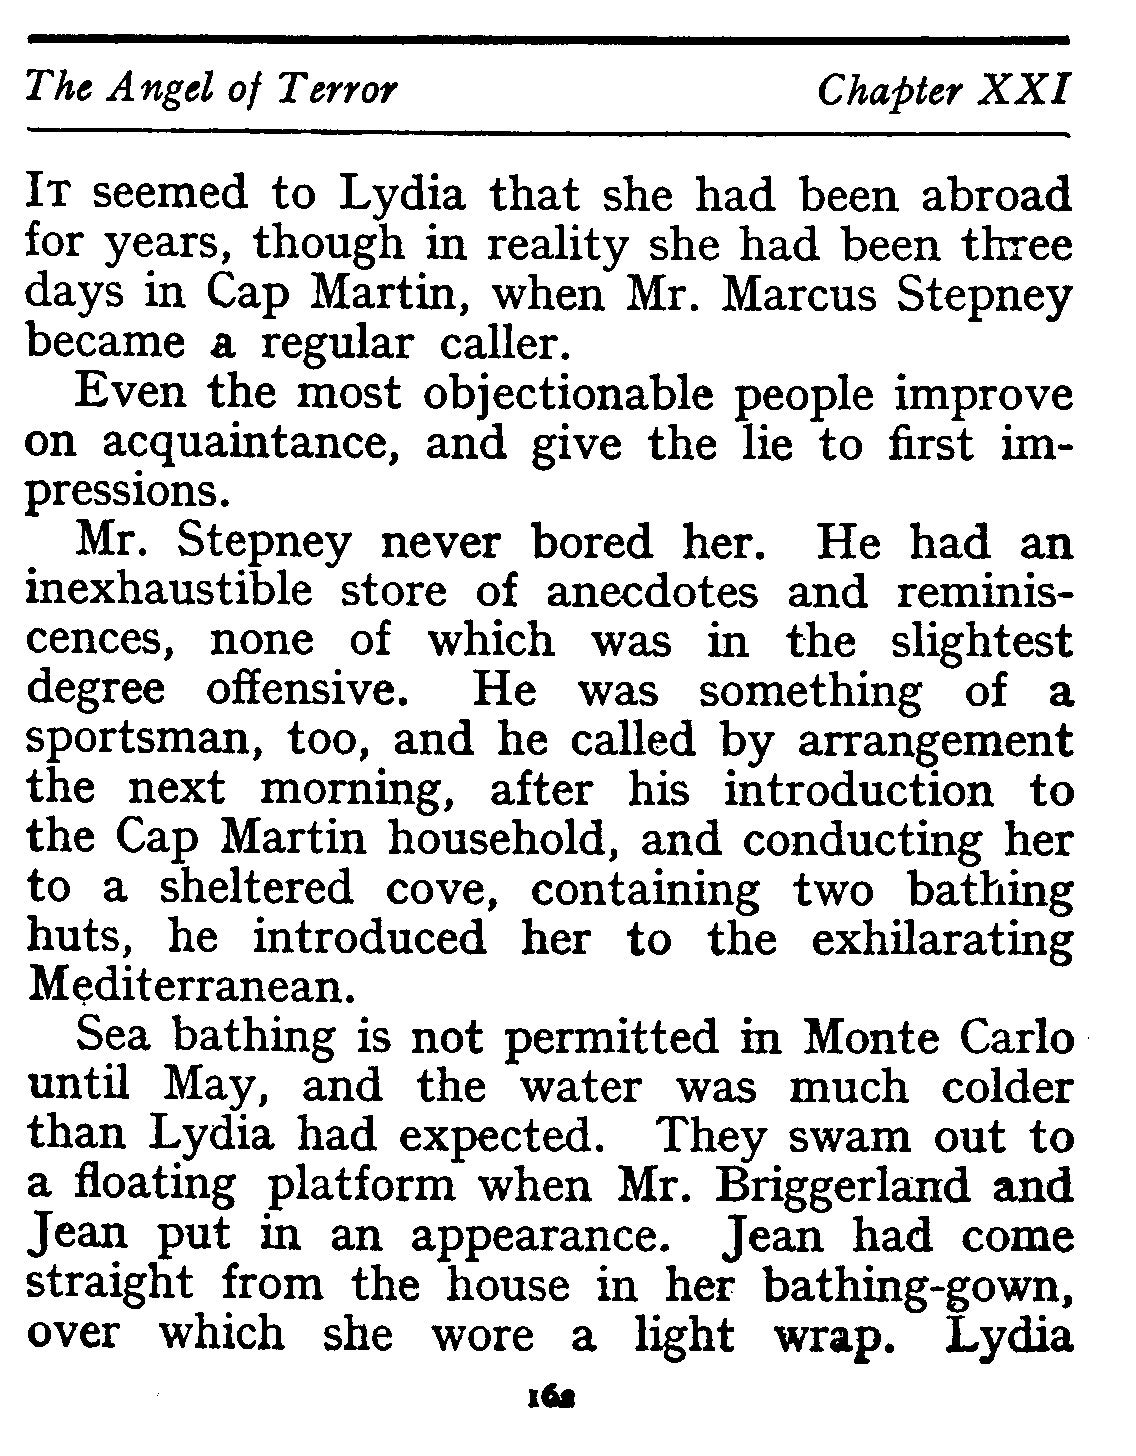 The Angel of Terror Chapter XXI
IT seemed to Lydia that she had been abroad
for years, though in reality she had been three
days in Cap Martin, when Mr. Marcus Stepney
became a regular caller.
Even the most objectionable people improve
on acquaintance, and give the lie to first im-
pressions.
Mr. Stepney never bored her. He had an
inexhaustible store of anecdotes and reminis-
cences, none of which was in the slightest
degree offensive. He was something of a
sportsman, too, and he called by arrangement
the next morning, after his introduction to
the Cap Martin household, and conducting her
to a sheltered cove, containing two bathing
huts, he introduced her to the exhilarating
Mediterranean.
Sea bathing is not permitted in Monte Carlo
until May, and the water was much colder
than Lydia had expected. They swam out to
a floating platform when Mr. Briggerland and
Jean put in an appearance. Jean had come
straight from the house in her bathing-gown,
over which she wore a light wrap. Lydia
162